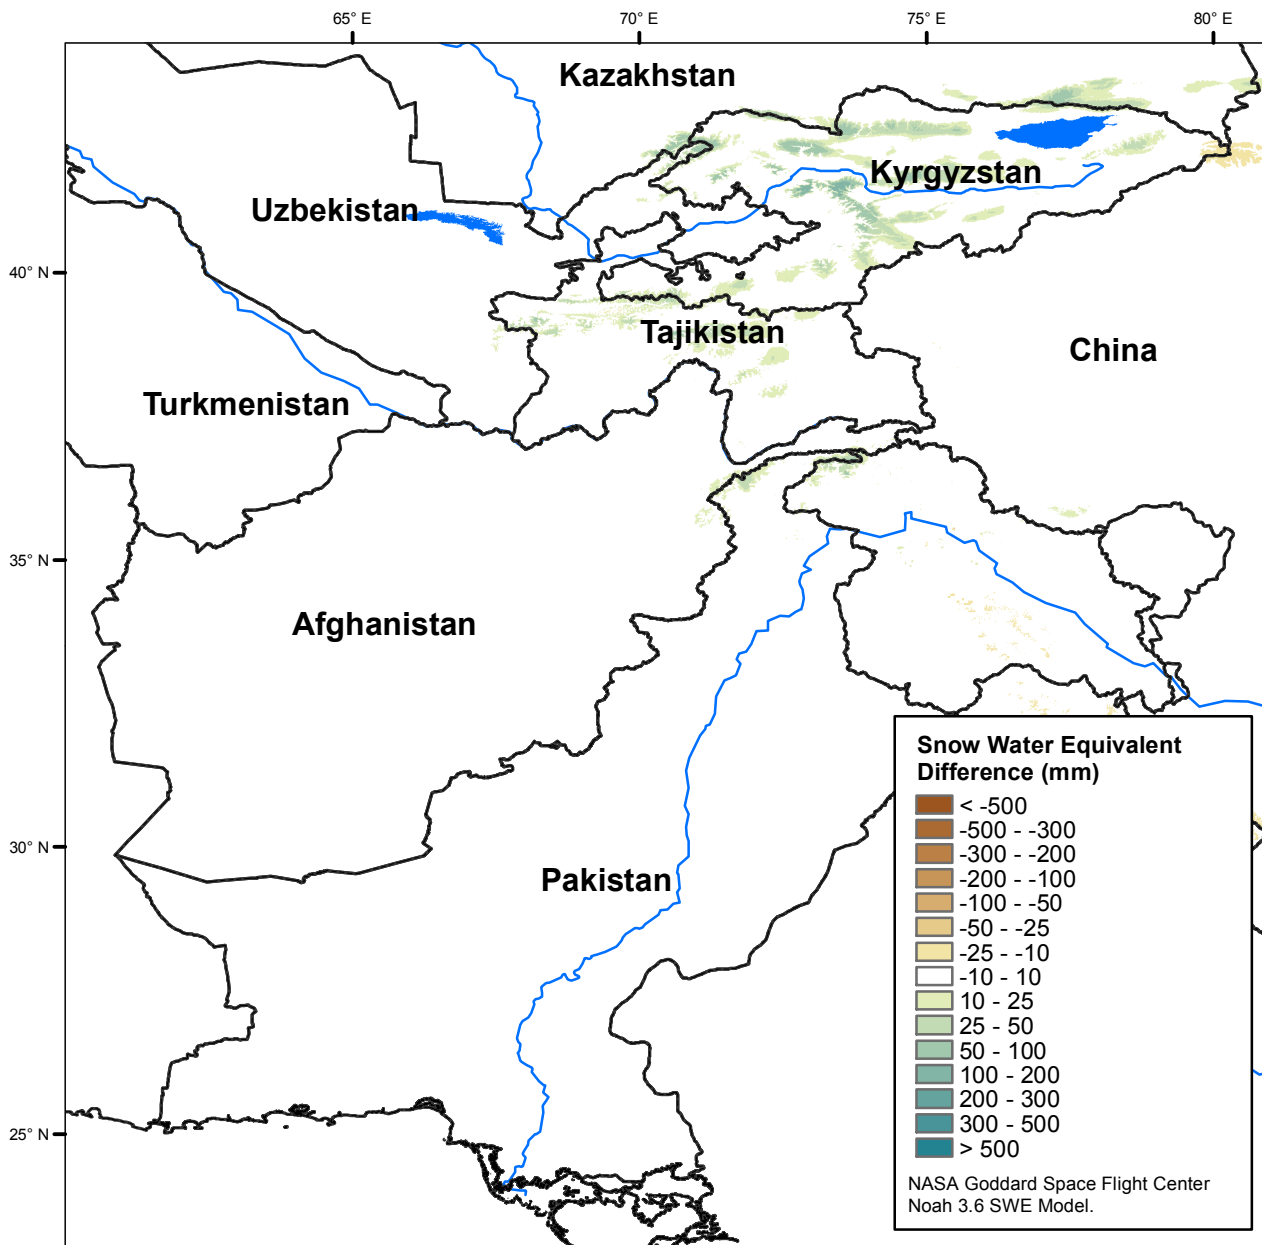 65° E
70° E
75° E
80° E
Kazakhstan
Kyrgyzstan
Uzbekistan
40° N
Tajikistan
China
Turkmenistan
35° N
Afghanistan
30° N
Pakistan
25° N
Snow Water Equivalent
Difference (mm)
< -500
-500 - -300
-300 - -200
-200 - -100
-100 - -50
-50 - -25
-25 - -10
-10 - 10
10 - 25
25 - 50
50 - 100
100 - 200
200 - 300
300 - 500
> 500
NASA Goddard Space Flight Center
Noah 3.6 SWE Model.